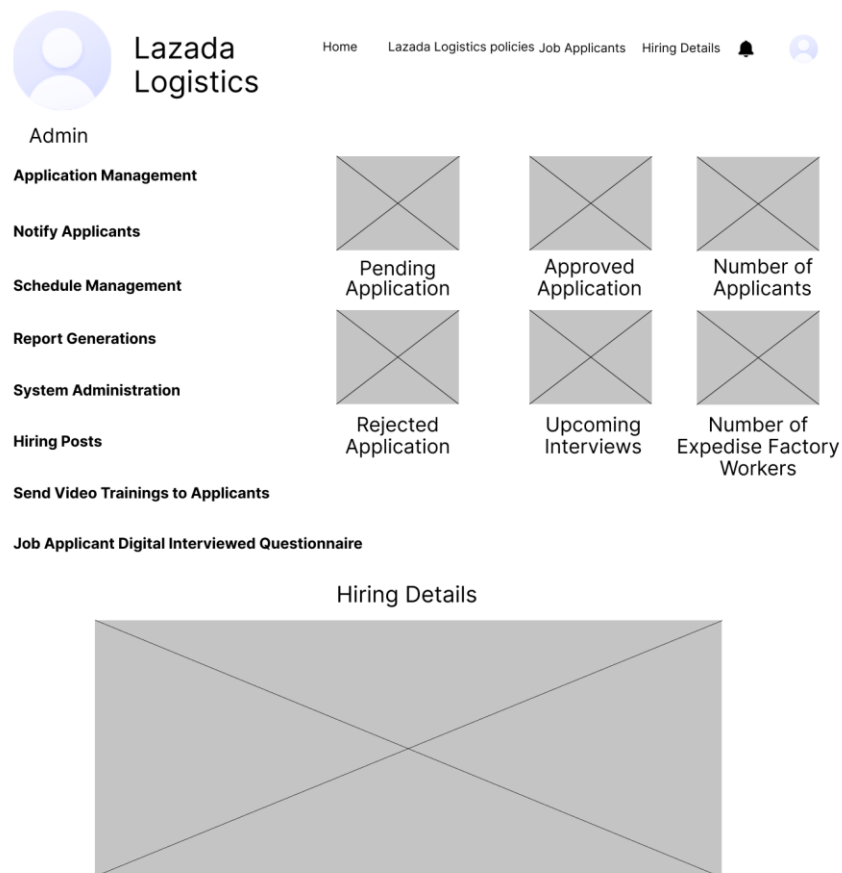 Lazada
Logistics
Home
Lazada Logistics policies
Job Applicants
Hiring Details
Admin
Application Management
Notify Applicants
Schedule Management
Report Generations
System Administration
Hiring Posts
Send Video Trainings to Applicants
Job Applicant Digital Interviewed Questionnaire
Pending
Application
Approved
Application
Number of
Applicants
Rejected
Application
Upcoming
Interviews
Number of
Expedise Factory
Workers
Hiring Details